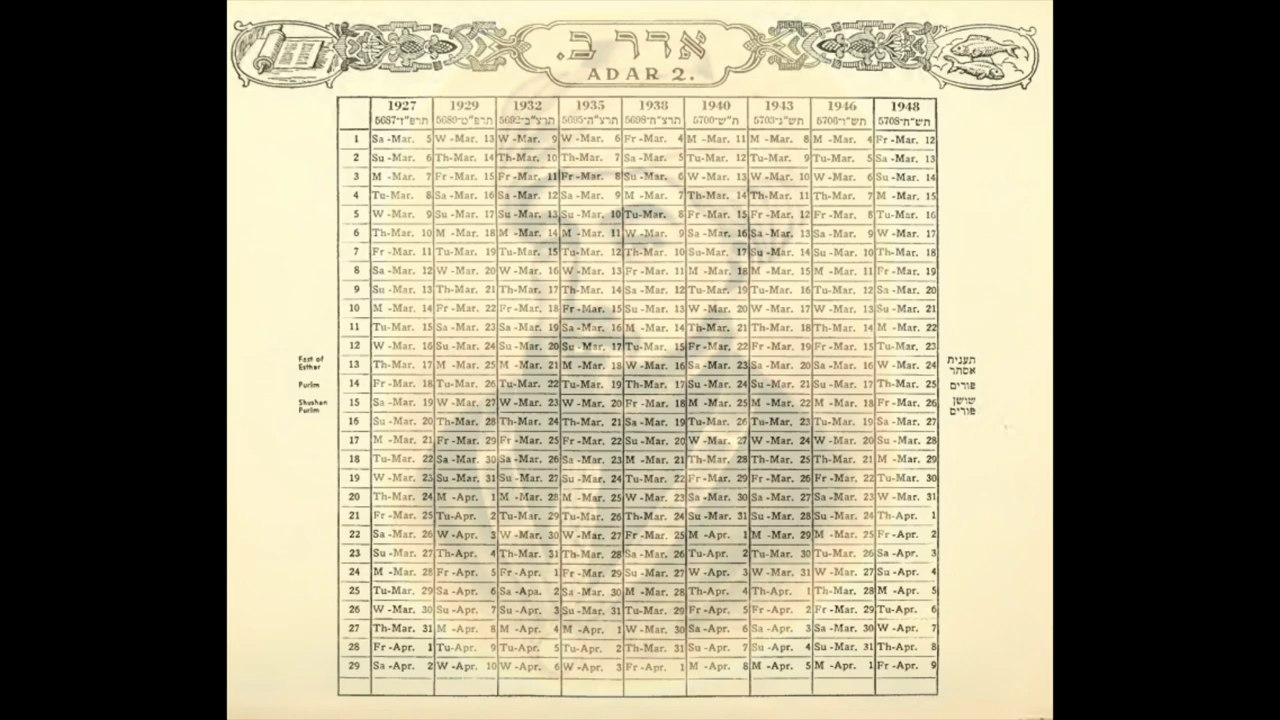 אדר ב.
ADAR 2.
1927 1929 1932 1935 1938 1940 1943 1946 1948
5687-תרפ"ז 5689-תרפ"ט 5692-תרצ"ב 5695-תרצ"ה 5698-תרצ"ח 5700-ת"ש 5703-תש"ג 5706-תש"ו 5708-תש"ח
1 Sa -Mar. 5 W -Mar. 13 W -Mar. 9 W -Mar. 6 Fr -Mar. 4 M -Mar. 11 M -Mar. 8 M -Mar. 4 Fr -Mar. 12
2 Su -Mar. 6 Th-Mar. 14 Th-Mar. 10 Th-Mar. 7 Sa -Mar. 5 Tu-Mar. 12 Tu-Mar. 9 Tu-Mar. 5 Sa -Mar. 13
3 M -Mar. 7 Fr -Mar. 15 Fr -Mar. 11 Fr -Mar. 8 Su -Mar. 6 W -Mar. 13 W -Mar. 10 W -Mar. 6 Su -Mar. 14
4 Tu-Mar. 8 Sa -Mar. 16 Sa -Mar. 12 Sa -Mar. 9 M -Mar. 7 Th-Mar. 14 Th-Mar. 11 Th-Mar. 7 M -Mar. 15
5 W -Mar. 9 Su -Mar. 17 Su -Mar. 13 Su -Mar. 10 Tu-Mar. 8 Fr -Mar. 15 Fr -Mar. 12 Fr -Mar. 8 Tu-Mar. 16
6 Th-Mar. 10 M -Mar. 18 M -Mar. 14 M -Mar. 11 W -Mar. 9 Sa -Mar. 16 Sa -Mar. 13 Sa -Mar. 9 W -Mar. 17
7 Fr -Mar. 11 Tu-Mar. 19 Tu-Mar. 15 Tu-Mar. 12 Th-Mar. 10 Su-Mar. 17 Su -Mar. 14 Su -Mar. 10 Th-Mar. 18
8 Sa -Mar. 12 W -Mar. 20 W -Mar. 16 W -Mar. 13 Fr -Mar. 11 M -Mar. 18 M -Mar. 15 M -Mar. 11 Fr -Mar. 19
9 Su -Mar. 13 Th-Mar. 21 Th-Mar. 17 Th-Mar. 14 Sa -Mar. 12 Tu-Mar. 19 Tu-Mar. 16 Tu-Mar. 12 Sa -Mar. 20
10 M -Mar. 14 Fr -Mar. 22 Fr -Mar. 18 Fr -Mar. 15 Su -Mar. 13 W -Mar. 20 W -Mar. 17 W -Mar. 13 Su -Mar. 21
11 Tu-Mar. 15 Sa -Mar. 23 Sa -Mar. 19 Sa -Mar. 16 M -Mar. 14 Th-Mar. 21 Th-Mar. 18 Th-Mar. 14 M -Mar. 22
12 W -Mar. 16 Su -Mar. 24 Su -Mar. 20 Su -Mar. 17 Tu-Mar. 15 Fr -Mar. 22 Fr -Mar. 19 Fr -Mar. 15 Tu-Mar. 23
Fast of Esther 13 Th-Mar. 17 M -Mar. 25 M -Mar. 21 M -Mar. 18 W -Mar. 16 Sa -Mar. 23 Sa -Mar. 20 Sa -Mar. 16 W -Mar. 24 תענית אסתר
Purim 14 Fr -Mar. 18 Tu-Mar. 26 Tu-Mar. 22 Tu-Mar. 19 Th-Mar. 17 Su -Mar. 24 Su -Mar. 21 Su -Mar. 17 Th-Mar. 25 פורים
Shushan Purim 15 Sa -Mar. 19 W -Mar. 27 W -Mar. 23 W -Mar. 20 Fr -Mar. 18 M -Mar. 25 M -Mar. 22 M -Mar. 18 Fr -Mar. 26 שושן פורים
16 Su -Mar. 20 Th-Mar. 28 Th-Mar. 24 Th-Mar. 21 Sa -Mar. 19 Tu-Mar. 26 Tu-Mar. 23 Tu-Mar. 19 Sa -Mar. 27
17 M -Mar. 21 Fr -Mar. 29 Fr -Mar. 25 Fr -Mar. 22 Su -Mar. 20 W -Mar. 27 W -Mar. 24 W -Mar. 20 Su -Mar. 28
18 Tu-Mar. 22 Sa -Mar. 30 Sa -Mar. 26 Sa -Mar. 23 M -Mar. 21 Th-Mar. 28 Th-Mar. 25 Th-Mar. 21 M -Mar. 29
19 W -Mar. 23 Su -Mar. 31 Su -Mar. 27 Su -Mar. 24 Tu-Mar. 22 Fr -Mar. 29 Fr -Mar. 26 Fr -Mar. 22 Tu-Mar. 30
20 Th-Mar. 24 M -Apr. 1 M -Mar. 28 M -Mar. 25 W -Mar. 23 Sa -Mar. 30 Sa -Mar. 27 Sa -Mar. 23 W -Mar. 31
21 Fr -Mar. 25 Tu-Apr. 2 Tu-Mar. 29 Tu-Mar. 26 Th-Mar. 24 Su -Mar. 31 Su -Mar. 28 Su -Mar. 24 Th-Apr. 1
22 Sa -Mar. 26 W -Apr. 3 W -Mar. 30 W -Mar. 27 Fr -Mar. 25 M -Apr. 1 M -Mar. 29 M -Mar. 25 Fr -Apr. 2
23 Su -Mar. 27 Th-Apr. 4 Th-Mar. 31 Th-Mar. 28 Sa -Mar. 26 Tu-Apr. 2 Tu-Mar. 30 Tu-Mar. 26 Sa -Apr. 3
24 M -Mar. 28 Fr -Apr. 5 Fr -Apr. 1 Fr -Mar. 29 Su -Mar. 27 W -Apr. 3 W -Mar. 31 W -Mar. 27 Su -Apr. 4
25 Tu-Mar. 29 Sa -Apr. 6 Sa -Apa. 2 Sa -Mar. 30 M -Mar. 28 Th-Apr. 4 Th-Apr. 1 Th-Mar. 28 M -Apr. 5
26 W -Mar. 30 Su -Apr. 7 Su -Apr. 3 Su -Mar. 31 Tu-Mar. 29 Fr -Apr. 5 Fr -Apr. 2 Fr -Mar. 29 Tu-Apr. 6
27 Th-Mar. 31 M -Apr. 8 M -Apr. 4 M -Apr. 1 W -Mar. 30 Sa -Apr. 6 Sa -Apr. 3 Sa -Mar. 30 W -Apr. 7
28 Fr -Apr. 1 Tu-Apr. 9 Tu-Apr. 5 Tu-Apr. 2 Th-Mar. 31 Su -Apr. 7 Su -Apr. 4 Su -Mar. 31 Th-Apr. 8
29 Sa -Apr. 2 W -Apr. 10 W -Apr. 6 W -Apr. 3 Fr -Apr. 1 M -Apr. 8 M -Apr. 5 M -Apr. 1 Fr -Apr. 9